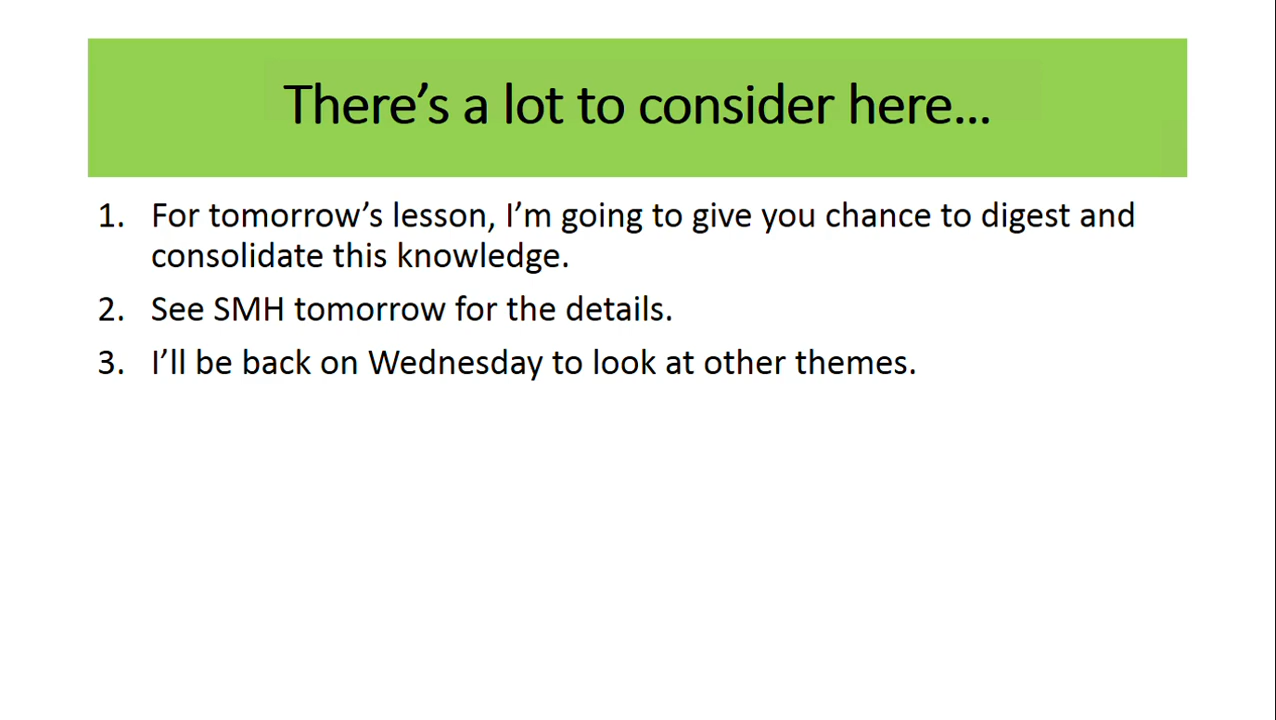 There’s a lot to consider here…
1. For tomorrow’s lesson, I’m going to give you chance to digest and
consolidate this knowledge.
2. See SMH tomorrow for the details.
3. I’ll be back on Wednesday to look at other themes.